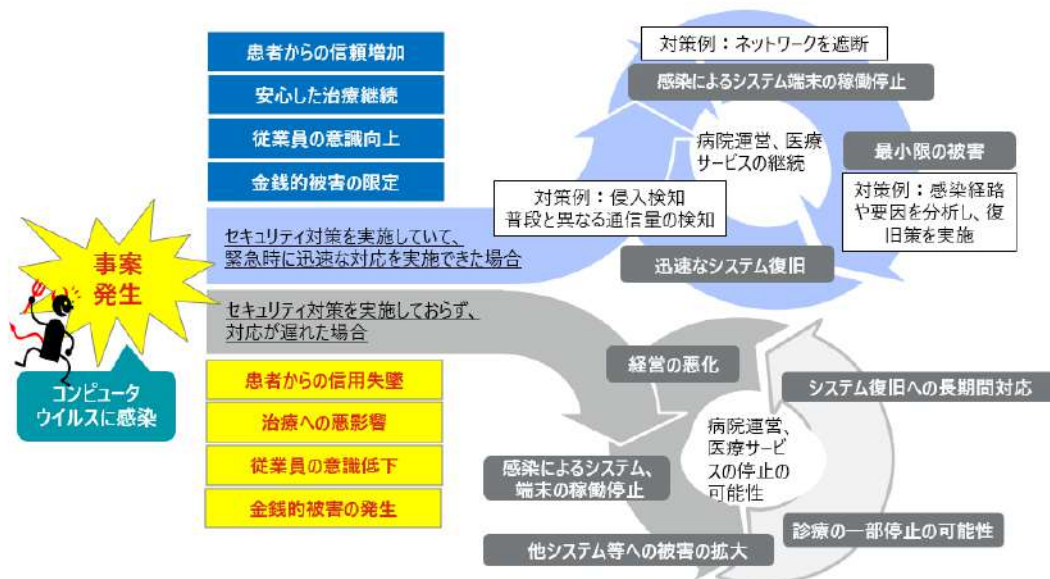 患者からの信頼増加
安心した治療継続
従業員の意識向上
金銭的被害の限定
対策例：ネットワークを遮断
感染によるシステム端末の稼働停止
病院運営、医療
サービスの継続
最小限の被害
対策例：侵入検知
普段と異なる通信量の検知
対策例：感染経路
や要因を分析し、復
旧策を実施
迅速なシステム復旧
セキュリティ対策を実施していて、
緊急時に迅速な対応を実施できた場合
事案
発生
コンピュータ
ウイルスに感染
セキュリティ対策を実施しておらず、
対応が遅れた場合
患者からの信用失墜
治療への悪影響
従業員の意識低下
金銭的被害の発生
経営の悪化
システム復旧への長期間対応
病院運営、
医療サービ
スの停止の
可能性
感染によるシステム、
端末の稼働停止
診療の一部停止の可能性
他システム等への被害の拡大